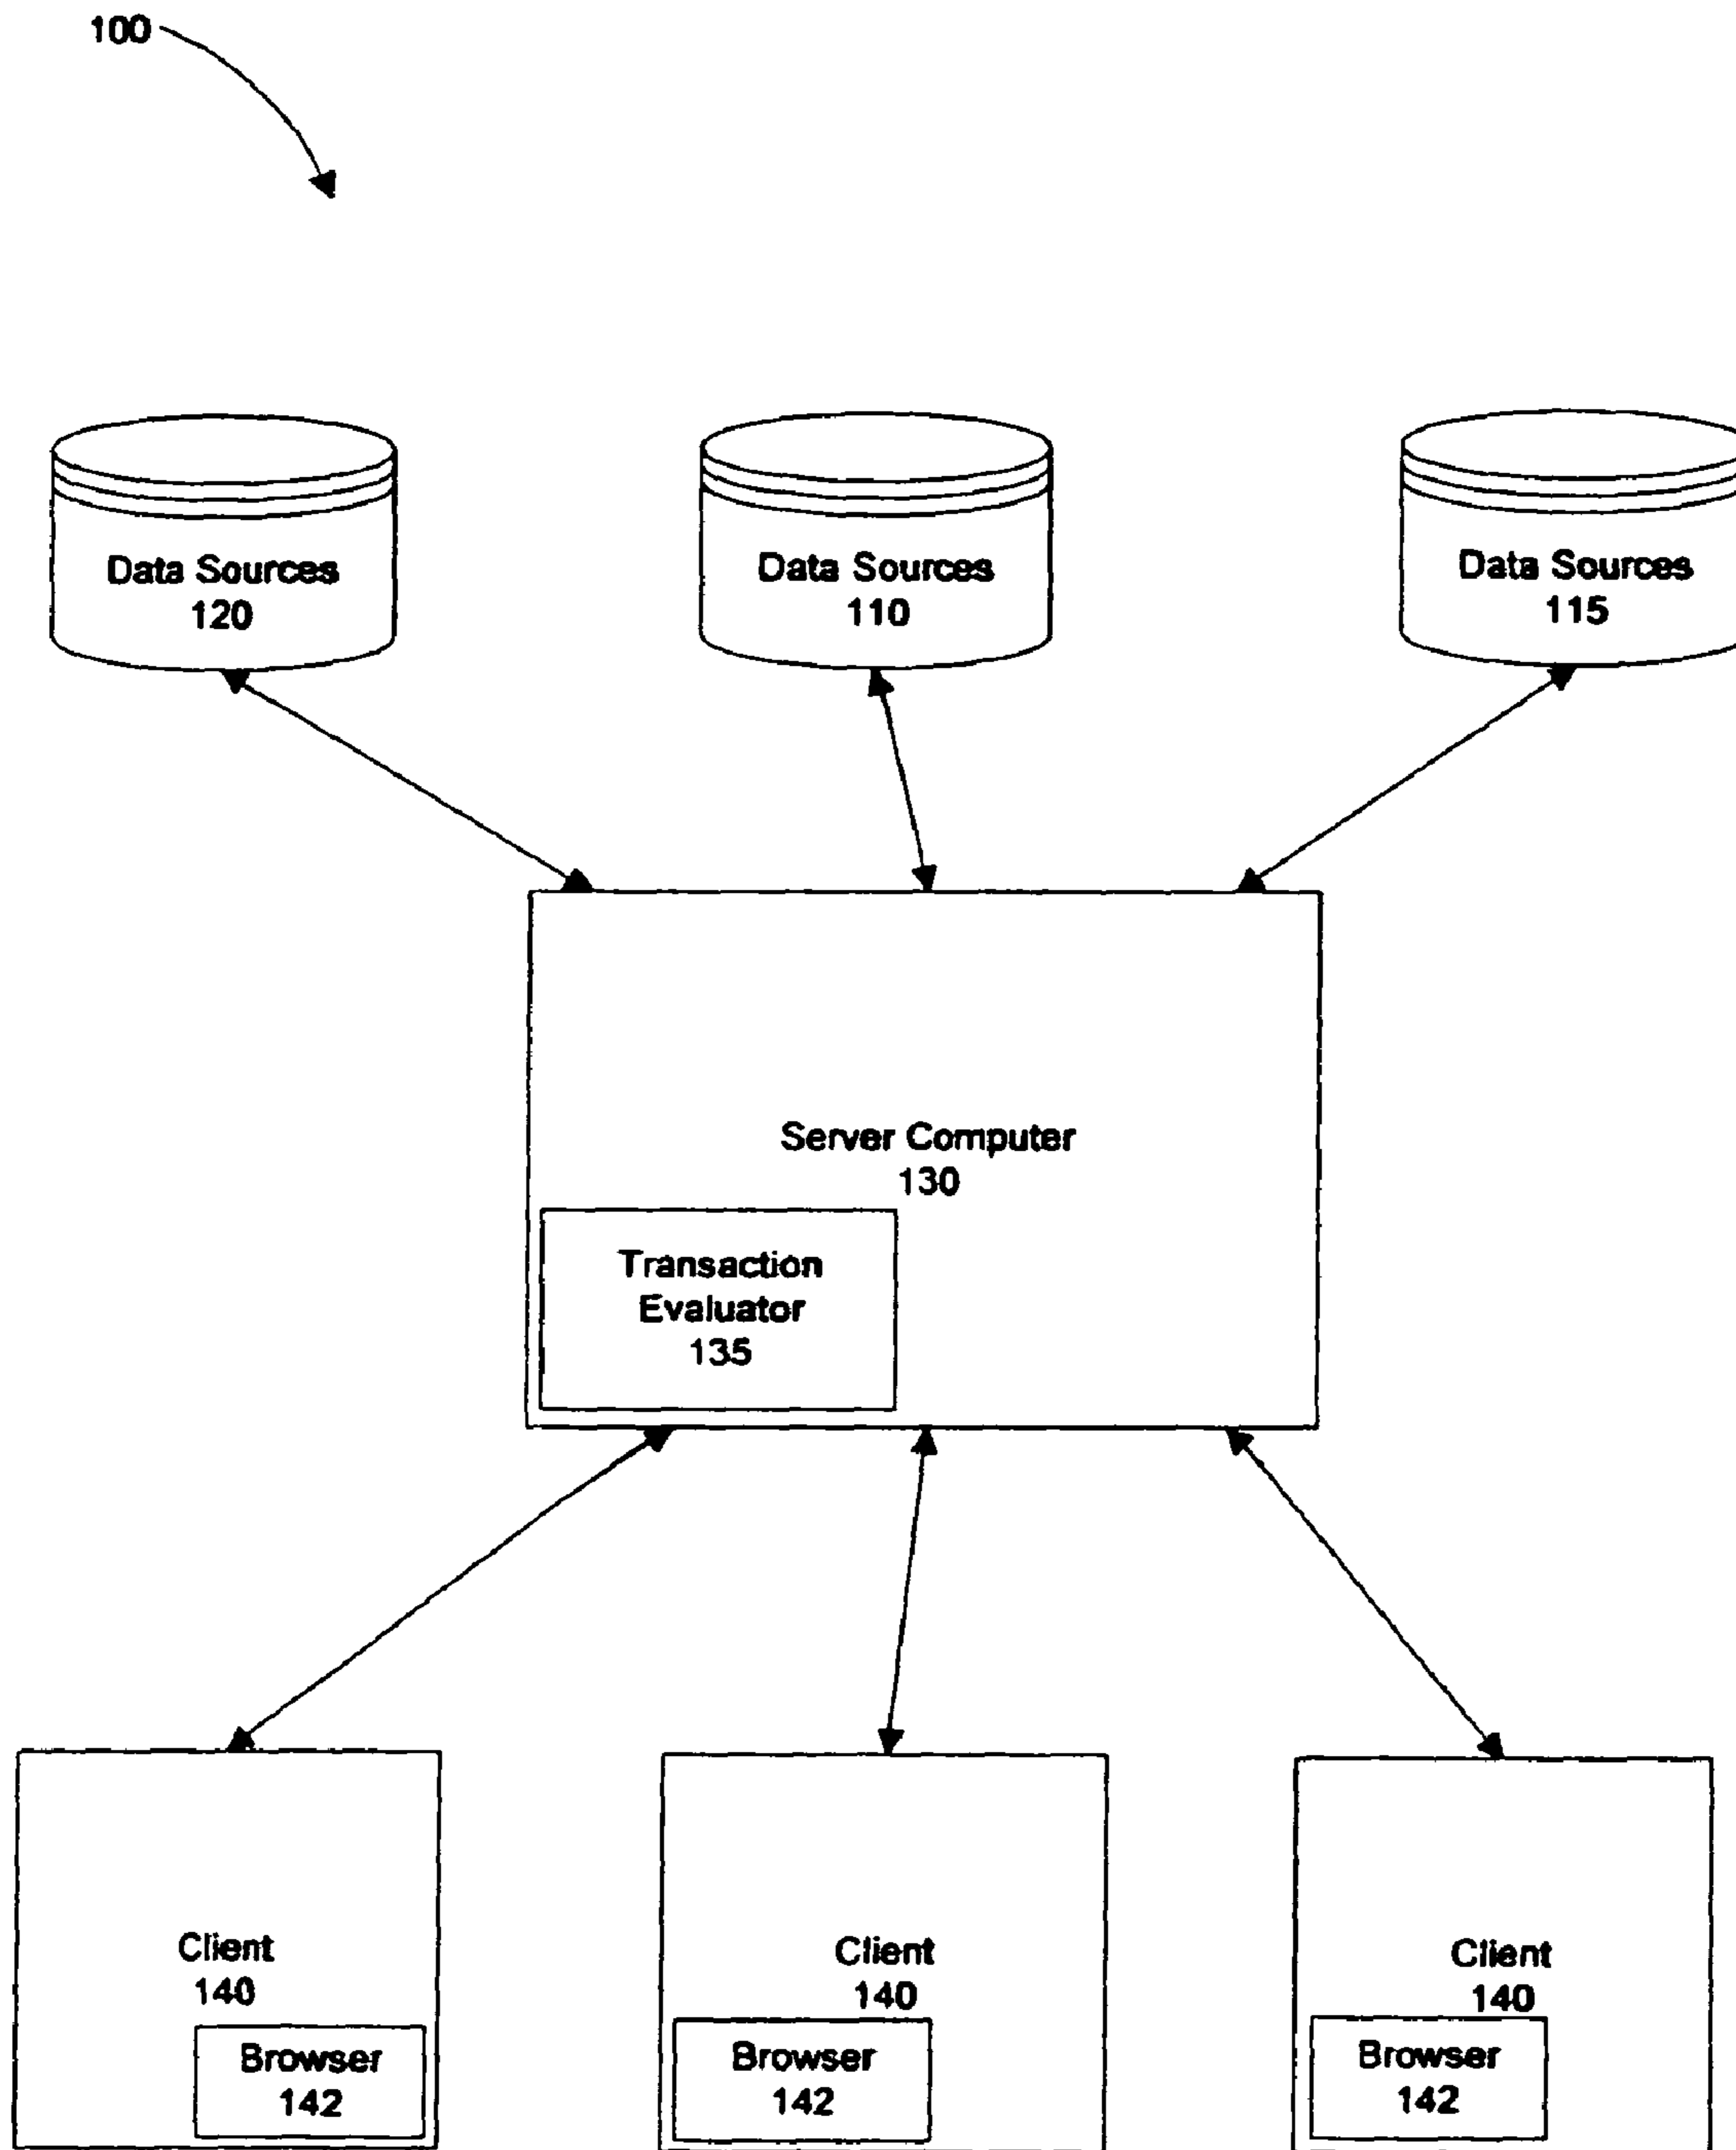 100
Data Sources
120
Data Sources
110
Data Sources
115
Server Computer
130
Transaction
Evaluator
135
Client
140
Browser
142
Client
140
Browser
142
Client
140
Browser
142